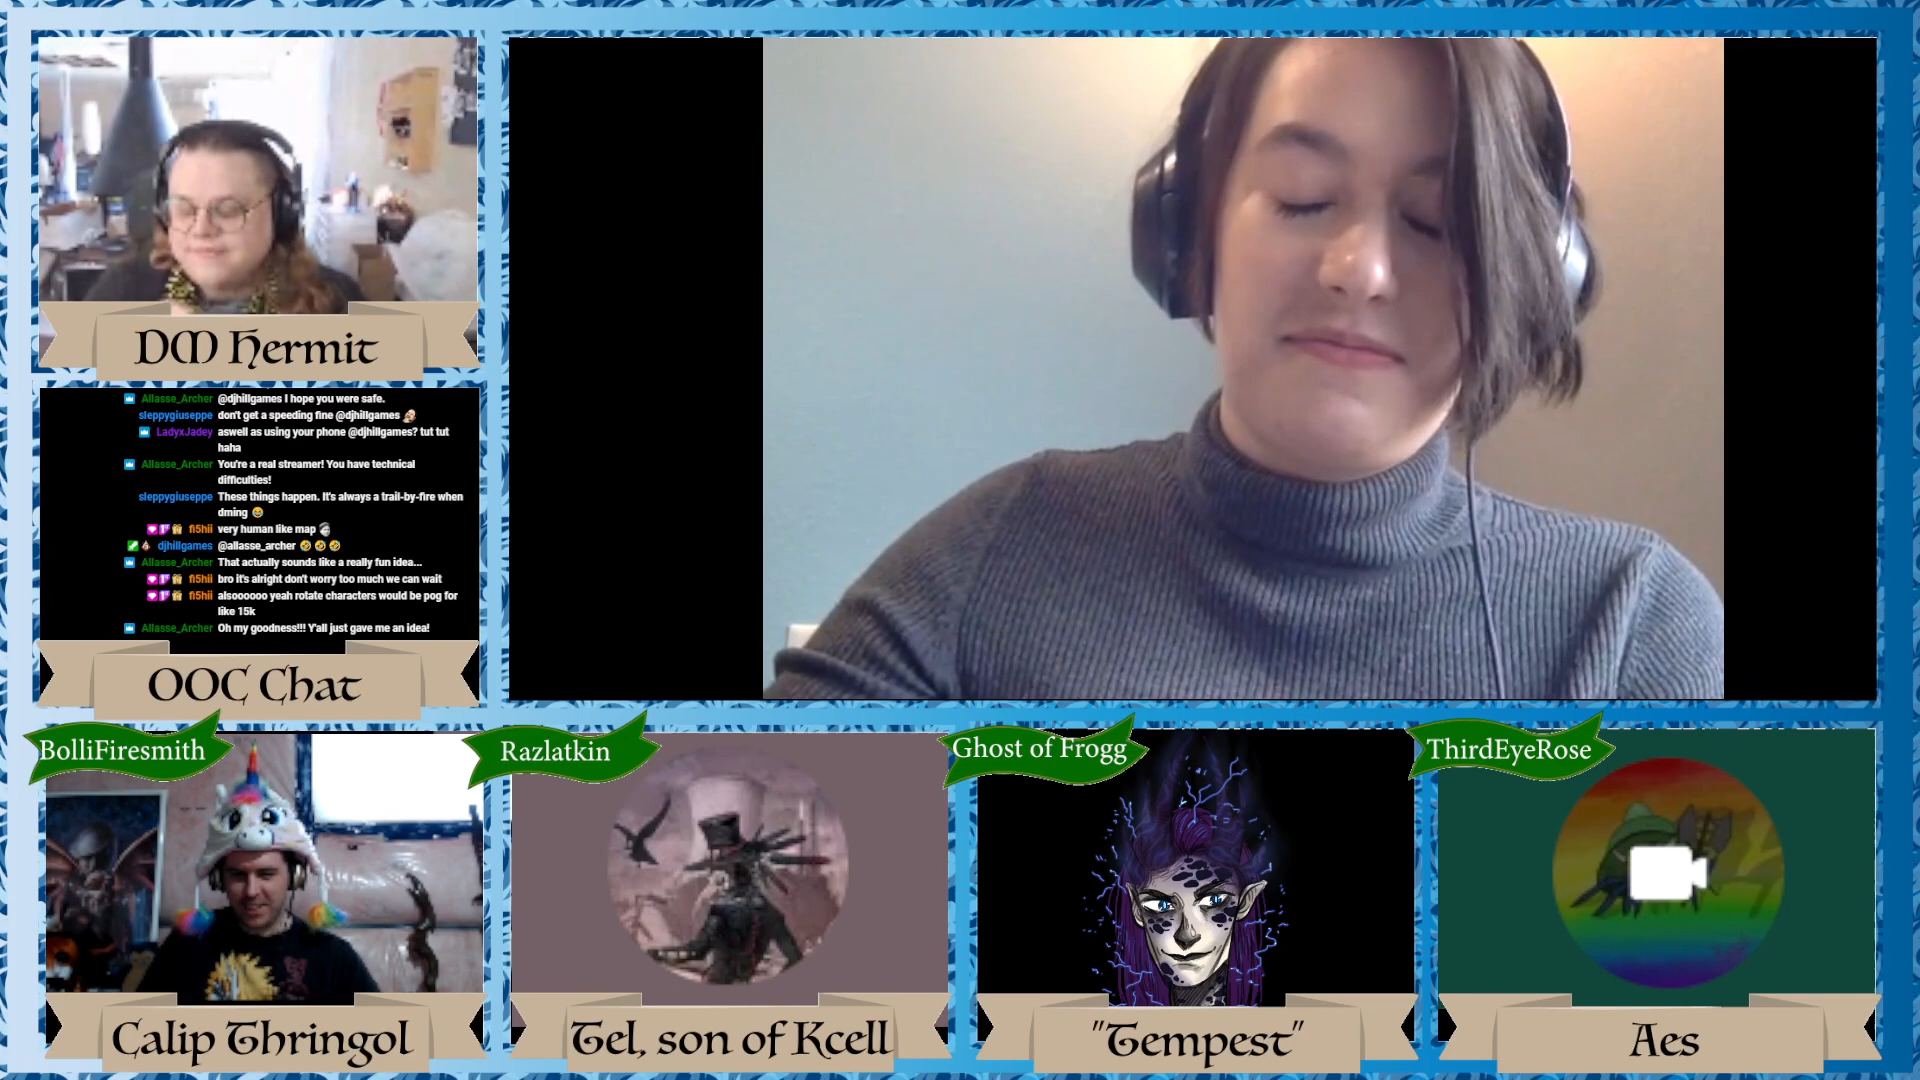 DM Hermit
Allasse_Archer @djhillgames I hope you were safe.
sleppygiuseppe don't get a speeding fine @djhillgames
LadyxJadey aswell as using your phone @djhillgames? tut tut
haha
Allasse_Archer You're a real streamer! You have technical
difficulties!
sleppygiuseppe These things happen. It's always a trail-by-fire when
dming 😂
fi5hii very human like map
djhillgames @allasse_archer 🤣 🤣 🤣
Allasse_Archer That actually sounds like a really fun idea...
fi5hii bro it's alright don't worry too much we can wait
fi5hii alsoooooo yeah rotate characters would be pog for
like 15k
Allasse_Archer Oh my goodness!!! Y'all just gave me an idea!
OOC Chat
BolliFiresmith
Razlatkin
Ghost of Frogg
ThirdEyeRose
Calip Thringol
Tel, son of Kcell
"Tempest"
Aes